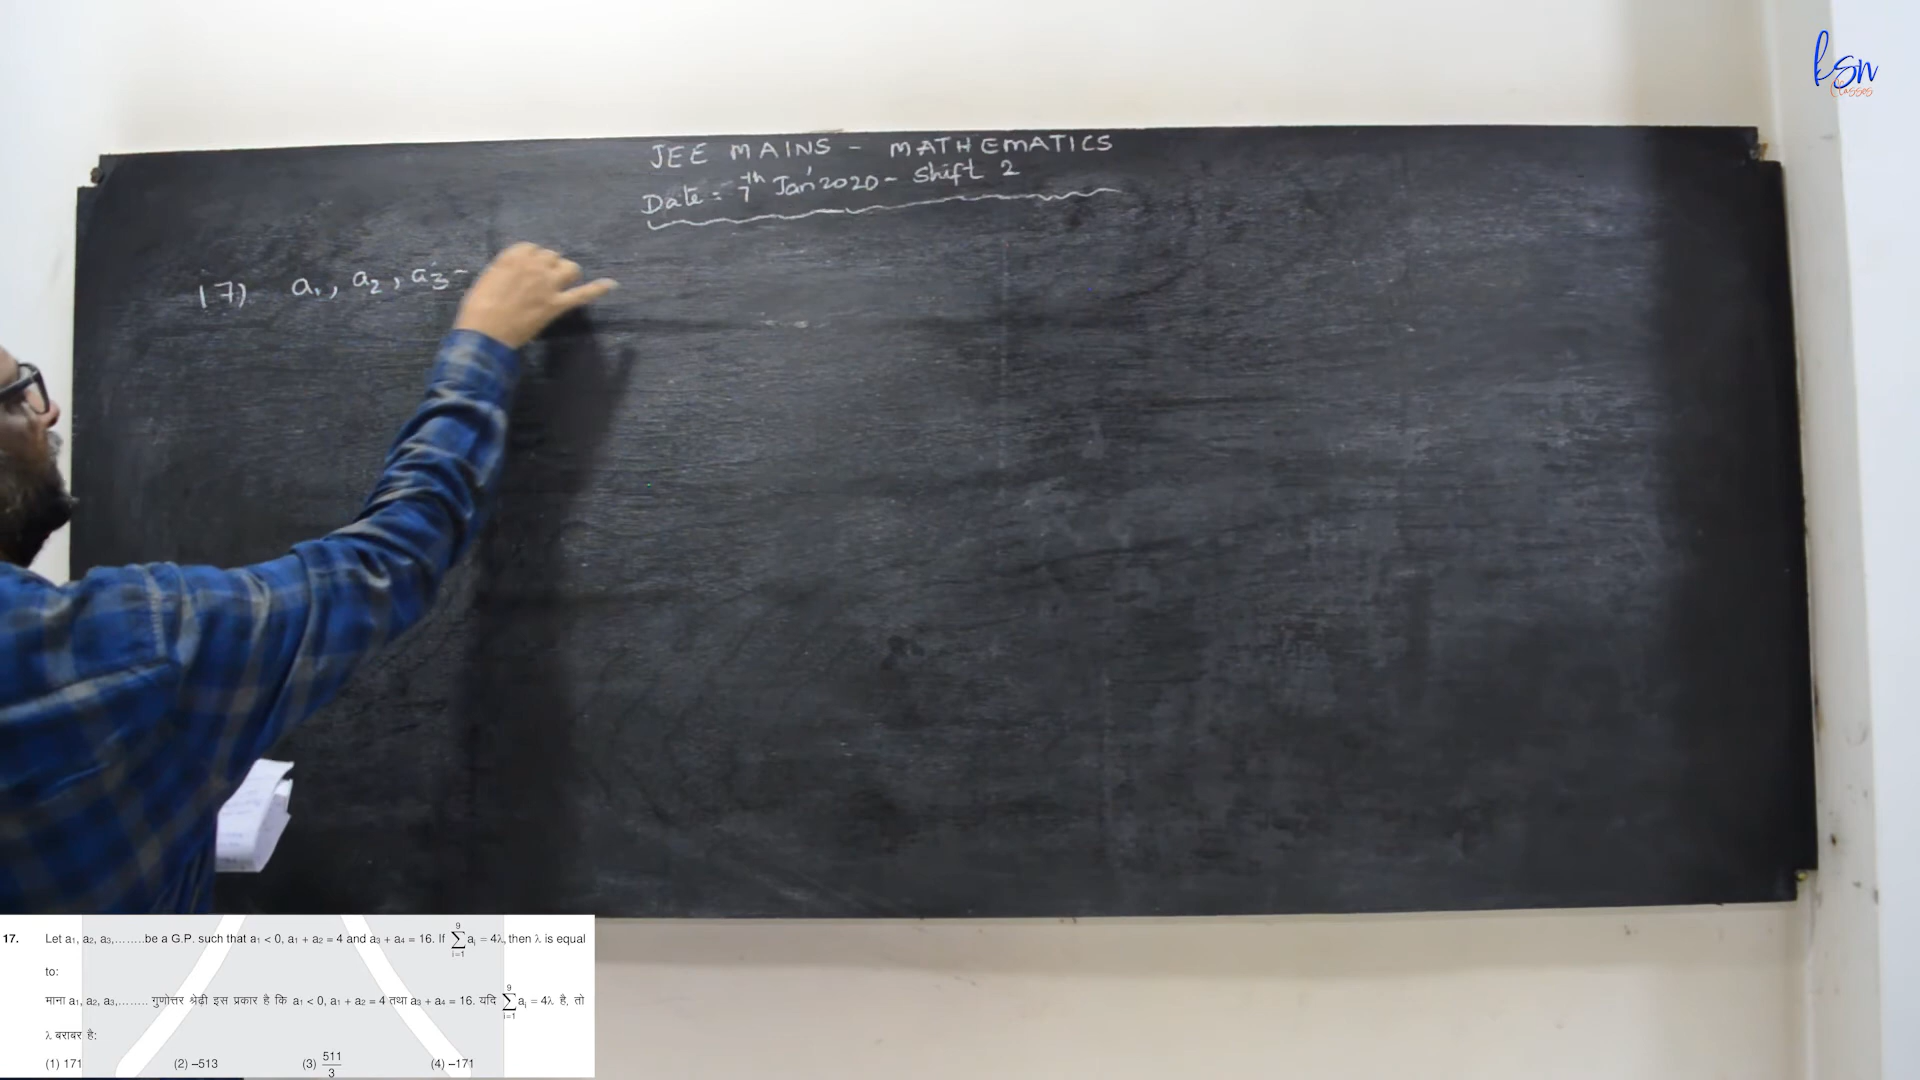 ksn
Classes
JEE MAINS - MATHEMATICS
Date: 7th Jan'2020 - Shift 2
17) a₁, a₂, a₃ -
17. Let a₁, a₂, a₃,........be a G.P. such that a₁ < 0, a₁ + a₂ = 4 and a₃ + a₄ = 16. If ∑_{i=1}^{9} aᵢ = 4λ, then λ is equal
to:
माना a₁, a₂, a₃,........ गुणोत्तर श्रेढ़ी इस प्रकार है कि a₁ < 0, a₁ + a₂ = 4 तथा a₃ + a₄ = 16. यदि ∑_{i=1}^{9} aᵢ = 4λ है, तो
λ बराबर है:
(1) 171 (2) –513 (3) 511/3 (4) –171